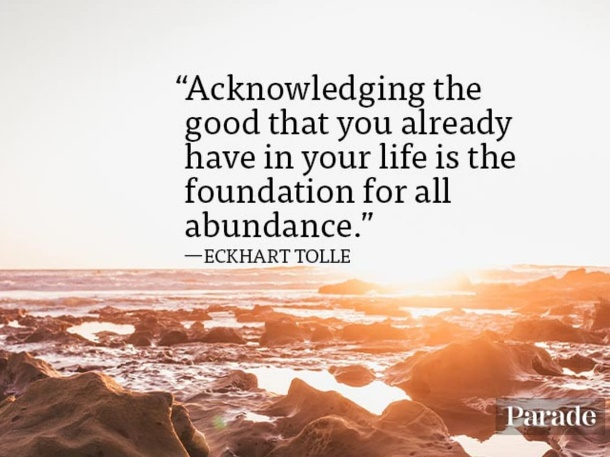 “Acknowledging the
good that you already
have in your life is the
foundation for all
abundance.”
—ECKHART TOLLE
Parade